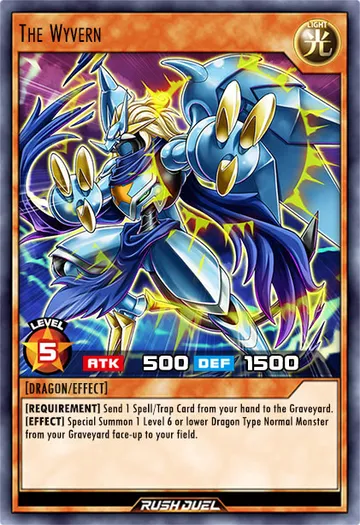 The Wyvern
LIGHT
光
LEVEL
5
ATK 500 DEF 1500
[DRAGON/EFFECT]
[REQUIREMENT] Send 1 Spell/Trap Card from your hand to the Graveyard.
[EFFECT] Special Summon 1 Level 6 or lower Dragon Type Normal Monster
from your Graveyard face-up to your field.
RUSH DUEL